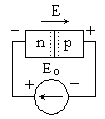 E
− n p +
E₀
+ −